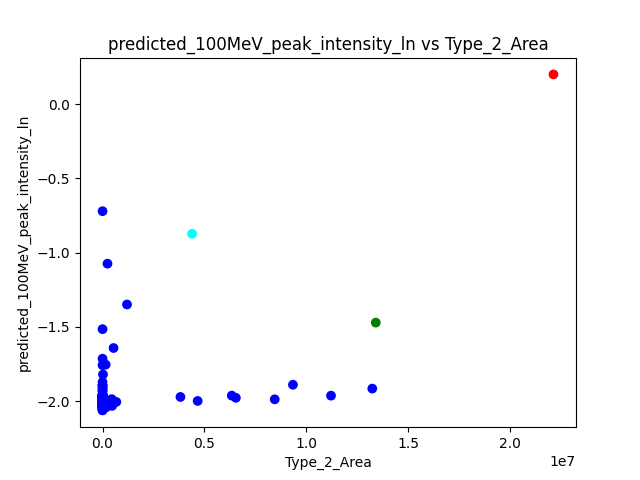 predicted_100MeV_peak_intensity_ln vs Type_2_Area
predicted_100MeV_peak_intensity_ln
0.0
−0.5
−1.0
−1.5
−2.0
0.0 0.5 1.0 1.5 2.0
1e7
Type_2_Area